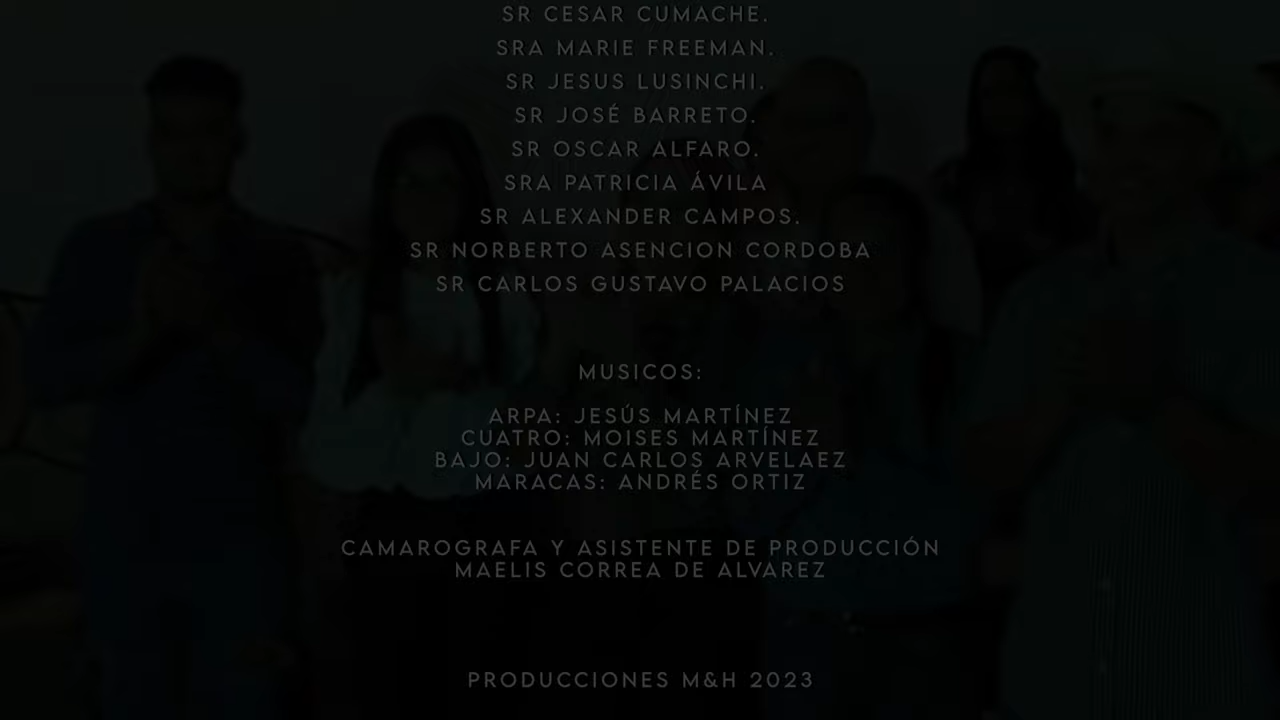 SR CESAR CUMACHE.
SRA MARIE FREEMAN.
SR JESUS LUSINCHI.
SR JOSÉ BARRETO.
SR OSCAR ALFARO.
SRA PATRICIA ÁVILA
SR ALEXANDER CAMPOS.
SR NORBERTO ASENCION CORDOBA
SR CARLOS GUSTAVO PALACIOS
MUSICOS:
ARPA: JESÚS MARTÍNEZ
CUATRO: MOISES MARTÍNEZ
BAJO: JUAN CARLOS ARVELAEZ
MARACAS: ANDRÉS ORTIZ
CAMAROGRAFA Y ASISTENTE DE PRODUCCIÓN
MAELIS CORREA DE ALVAREZ
PRODUCCIONES M&H 2023